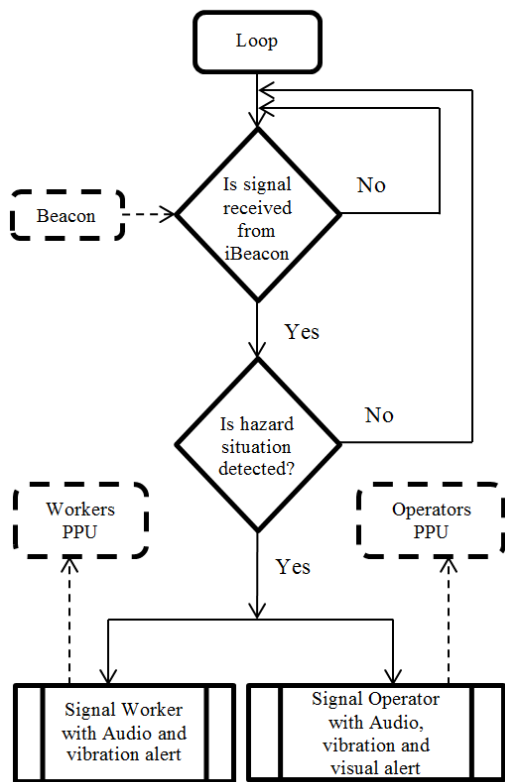 Loop
Is signal
received
from
iBeacon
No
Beacon
Yes
Is hazard
situation
detected?
No
Workers
PPU
Operators
PPU
Yes
Signal Worker
with Audio and
vibration alert
Signal Operator
with Audio,
vibration and
visual alert